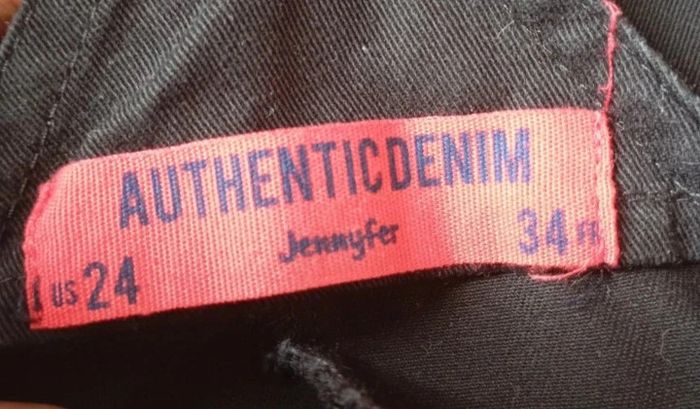 AUTHENTICDENIM
Jennyfer
US 24
34 FR